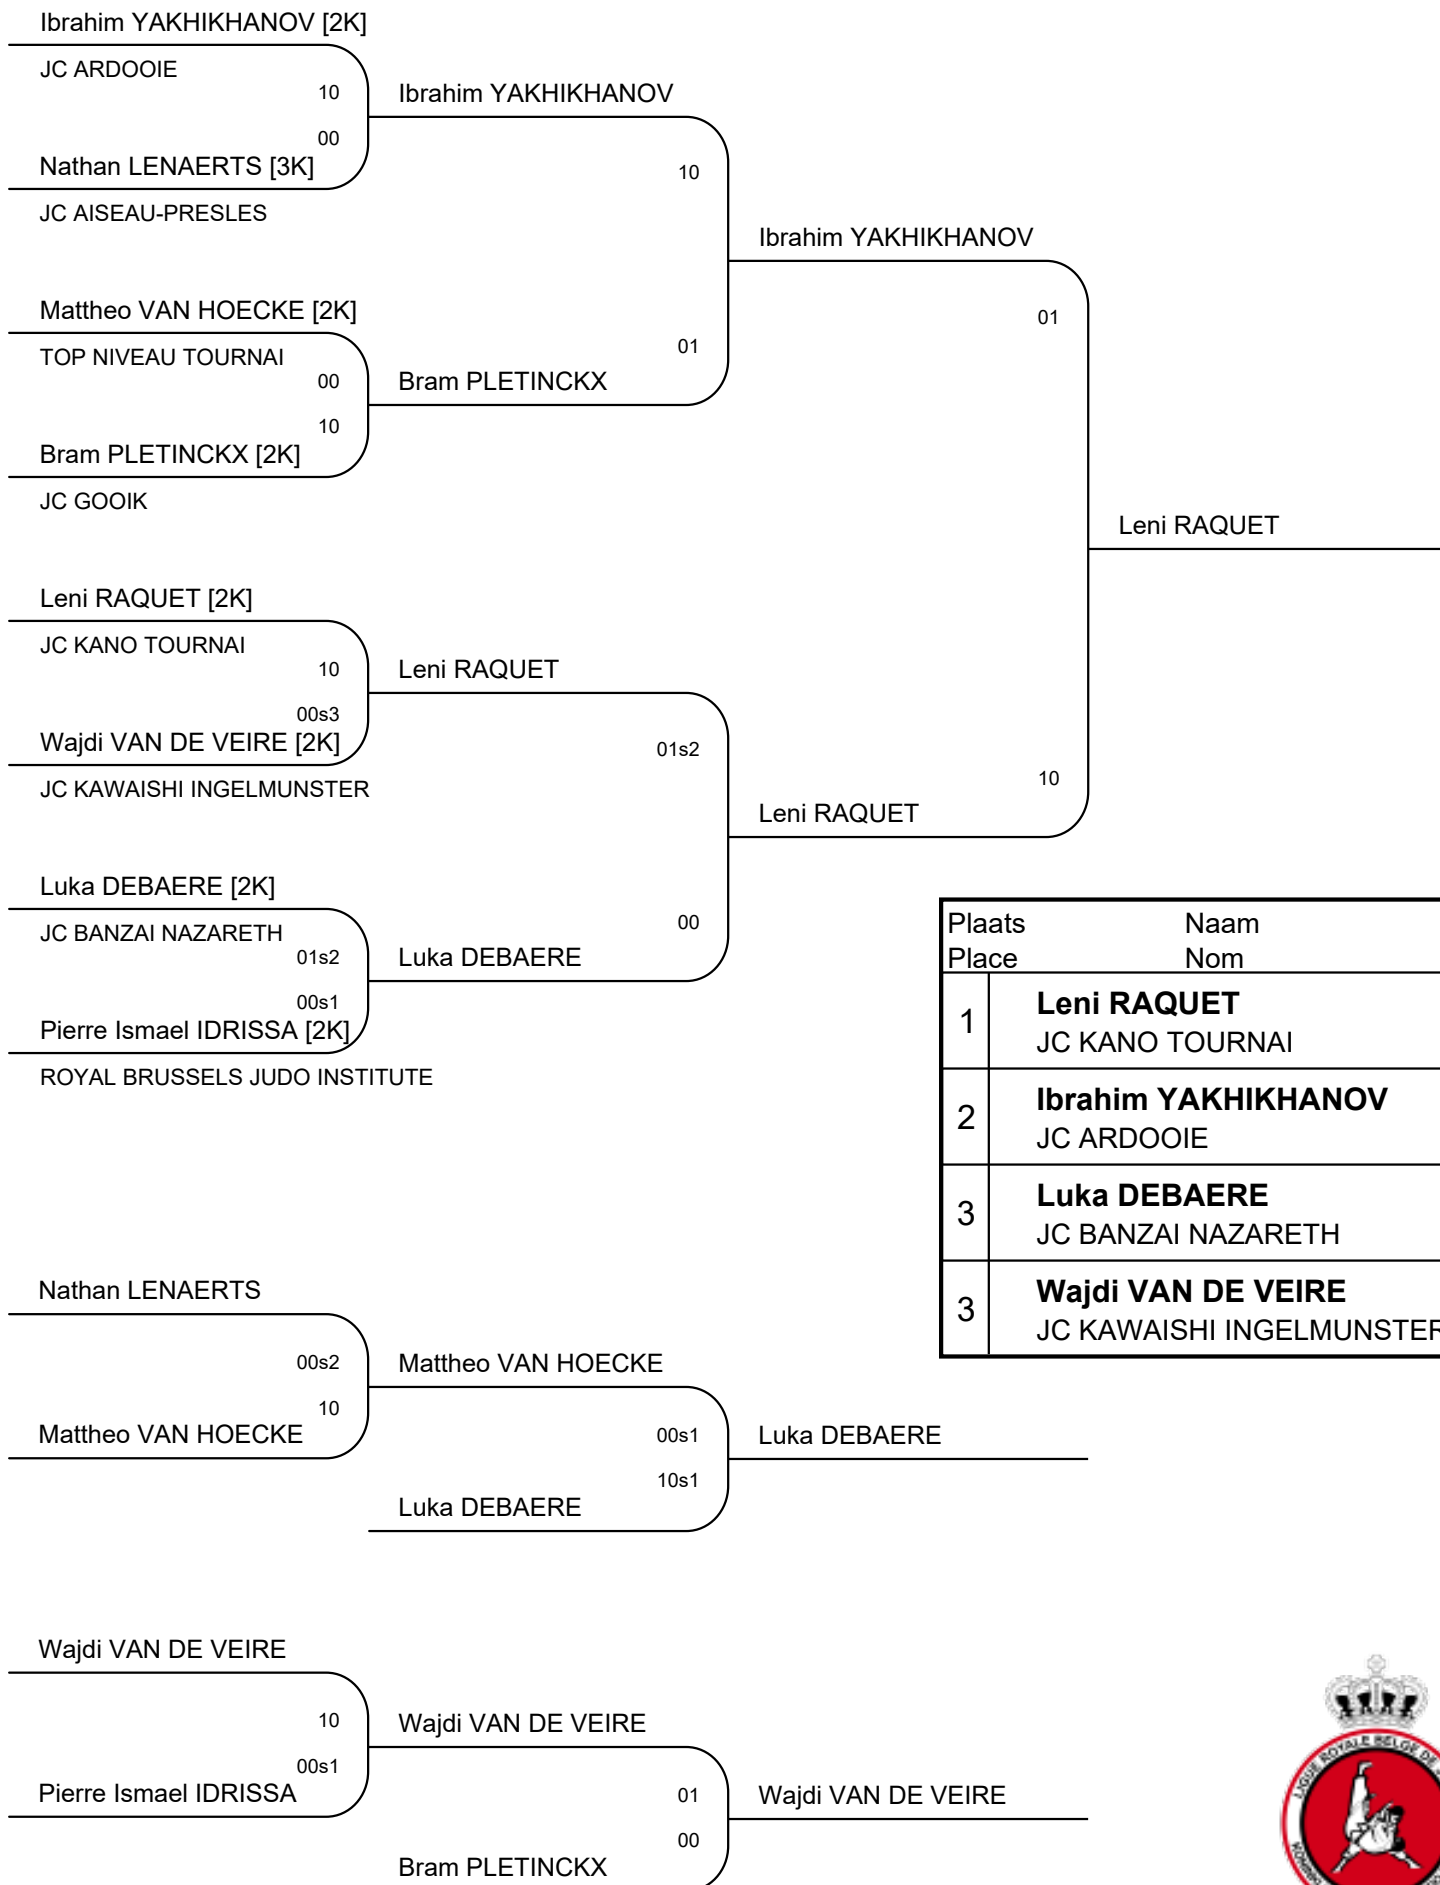 Ibrahim YAKHIKHANOV [2K]
JC ARDOOIE
10
Ibrahim YAKHIKHANOV
00
Nathan LENAERTS [3K]
10
JC AISEAU-PRESLES
Ibrahim YAKHIKHANOV
Mattheo VAN HOECKE [2K]
01
TOP NIVEAU TOURNAI
01
00
Bram PLETINCKX
10
Bram PLETINCKX [2K]
JC GOOIK
Leni RAQUET
Leni RAQUET [2K]
JC KANO TOURNAI
10
Leni RAQUET
00s3
Wajdi VAN DE VEIRE [2K]
01s2
JC KAWAISHI INGELMUNSTER
10
Leni RAQUET
Luka DEBAERE [2K]
00
JC BANZAI NAZARETH
01s2
Luka DEBAERE
00s1
Pierre Ismael IDRISSA [2K]
ROYAL BRUSSELS JUDO INSTITUTE
Plaats Naam
Place Nom
1 Leni RAQUET
JC KANO TOURNAI
2 Ibrahim YAKHIKHANOV
JC ARDOOIE
3 Luka DEBAERE
JC BANZAI NAZARETH
3 Wajdi VAN DE VEIRE
JC KAWAISHI INGELMUNSTER
Nathan LENAERTS
00s2
Mattheo VAN HOECKE
10
Mattheo VAN HOECKE
00s1
Luka DEBAERE
10s1
Luka DEBAERE
Wajdi VAN DE VEIRE
10
Wajdi VAN DE VEIRE
00s1
Pierre Ismael IDRISSA
01
Wajdi VAN DE VEIRE
00
Bram PLETINCKX
LIGUE ROYALE BELGE DE